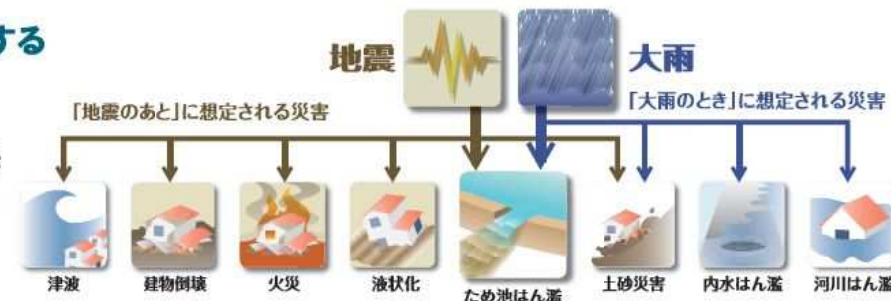 する
地震
大雨
「地震のあと」に想定される災害
「大雨のとき」に想定される災害
津波
建物倒壊
火災
液状化
ため池はん濫
土砂災害
内水はん濫
河川はん濫